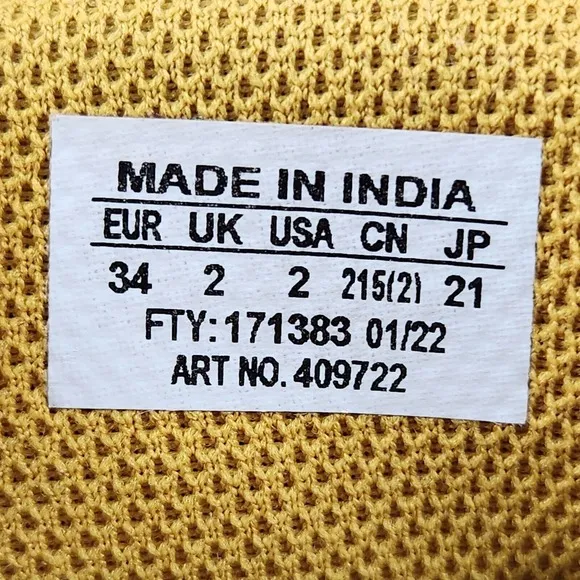 MADE IN INDIA
EUR UK USA CN JP
34 2 2 215(2) 21
FTY: 171383 01/22
ART NO. 409722